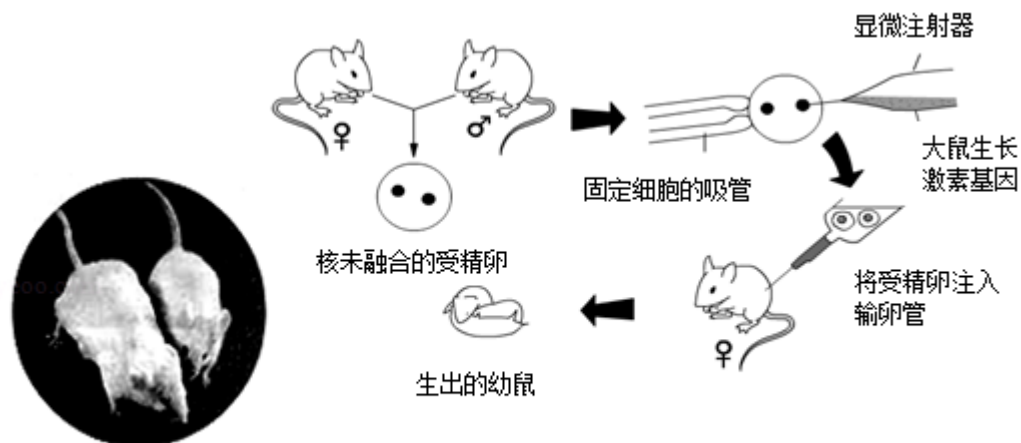 显微注射器
♀
♂
大鼠生长
激素基因
固定细胞的吸管
核未融合的受精卵
将受精卵注入
输卵管
♀
生出的幼鼠